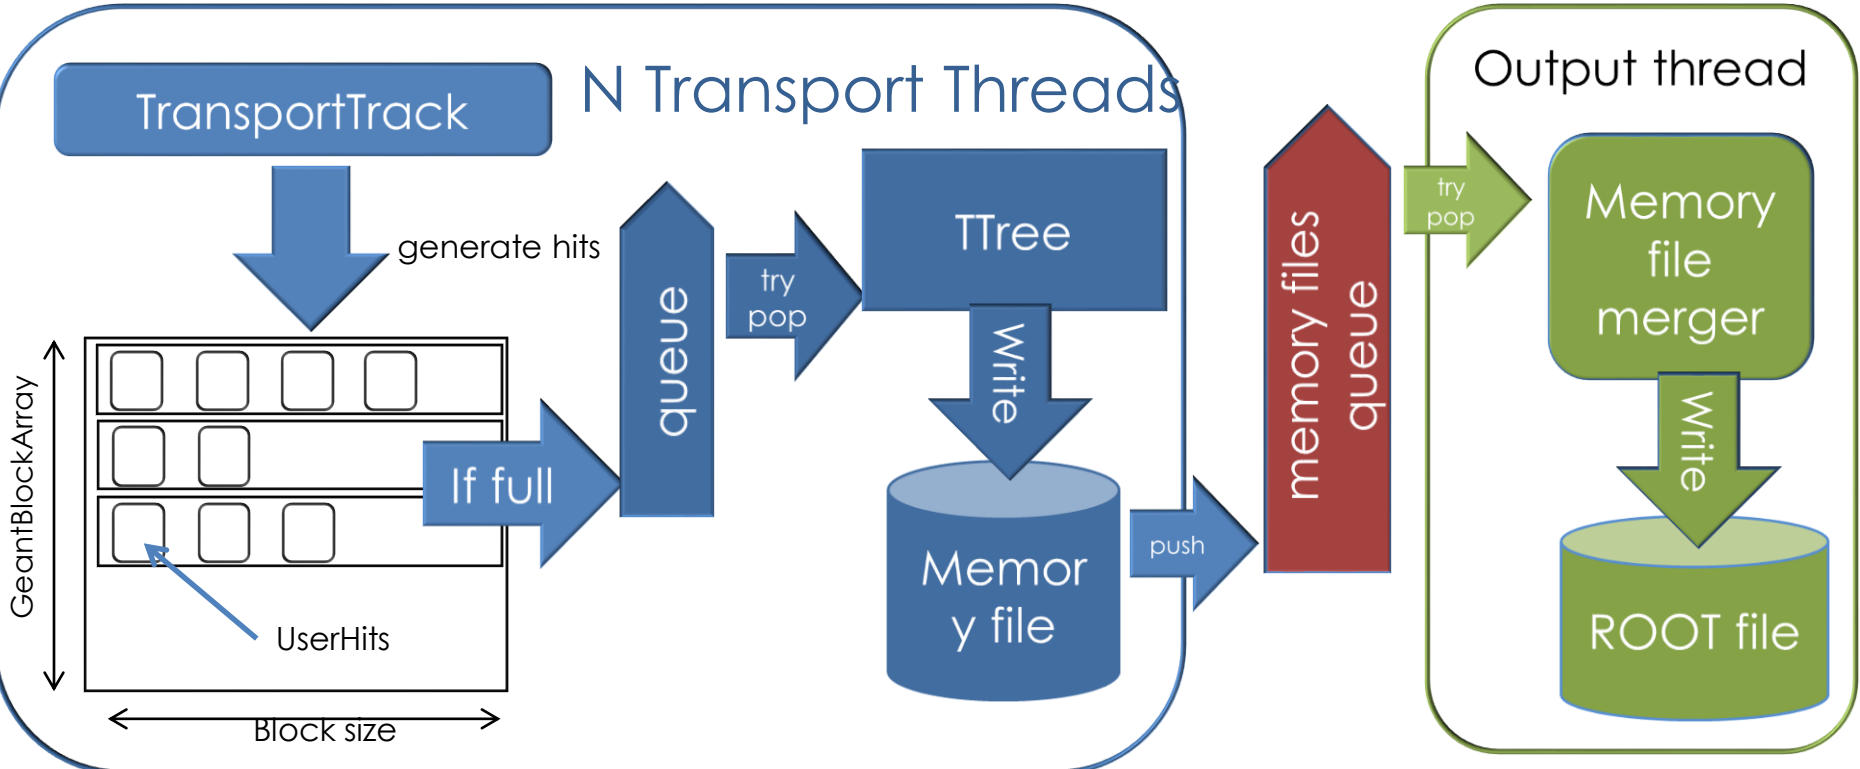 N Transport Threads
TransportTrack
generate hits
GeantBlockArray
UserHits
Block size
If full
queue
try
pop
TTree
Write
Memor
y file
push
memory files
queue
Output thread
try
pop
Memory
file
merger
Write
ROOT file